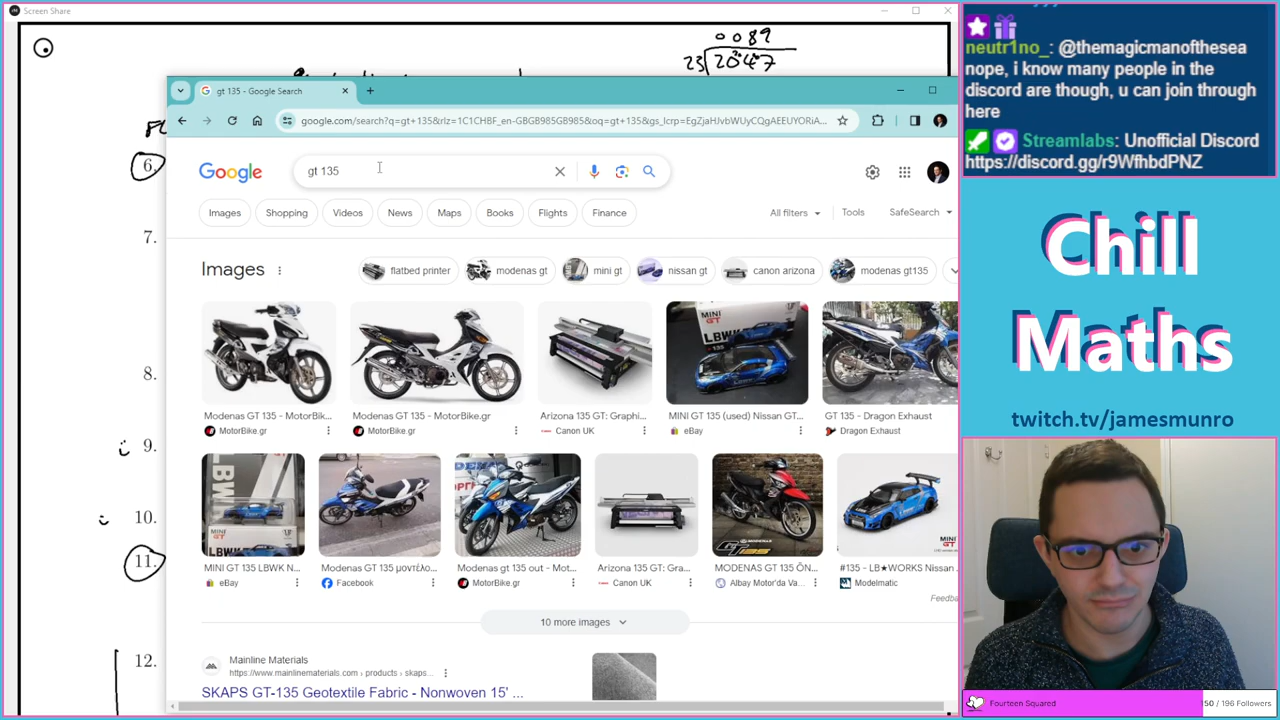 Screen Share
0089
23 2047
6.
7.
8.
9.
10.
11.
12.
gt 135 - Google Search
google.com/search?q=gt+135&rlz=1C1CHBF_en-GBGB985GB985&oq=gt+135&gs_lcrp=EgZjaHJvbWUyCQgAEEUYORiA...
Google
gt 135
Images Shopping Videos News Maps Books Flights Finance All filters Tools SafeSearch
Images
flatbed printer modenas gt mini gt nissan gt canon arizona modenas gt135
Modenas GT 135 - MotorBik... Modenas GT 135 - MotorBike.gr Arizona 135 GT: Graphi... MINI GT 135 (used) Nissan GT... GT 135 - Dragon Exhaust
MotorBike.gr MotorBike.gr Canon UK eBay Dragon Exhaust
MINI GT 135 LBWK N... Modenas gt 135 μοντέλο... Modenas gt 135 out - Mot... Arizona 135 GT: Gra... MODENAS GT 135 ÖN... #135 - LB★WORKS Nissan
eBay Facebook MotorBike.gr Canon UK Albay Motor'da Va... Modelmatic
Feedba
10 more images
Mainline Materials
https://www.mainlinematerials.com › products › skaps...
SKAPS GT-135 Geotextile Fabric - Nonwoven 15' ...
neutr1no_: @themagicmanofthesea
nope, i know many people in the
discord are though, u can join through
here
Streamlabs: Unofficial Discord
https://discord.gg/r9WfhbdPNZ
Chill
Maths
twitch.tv/jamesmunro
Fourteen Squared 150 / 196 Followers